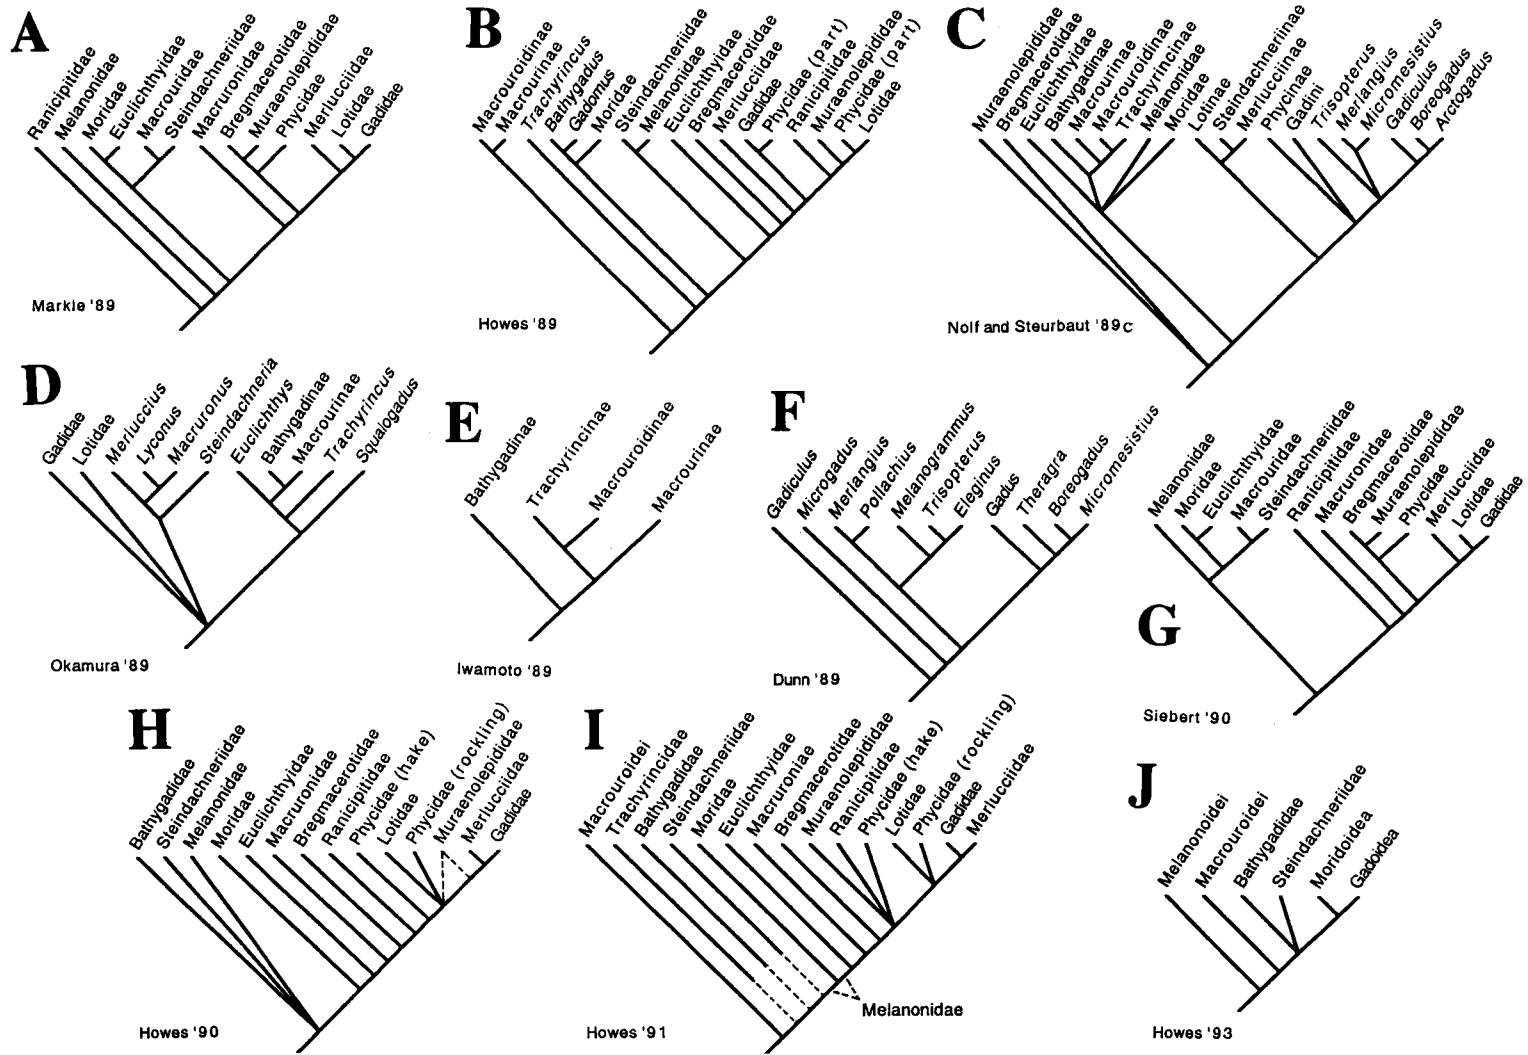 A
Ranicipitidae
Melanonidae
Moridae
Euclichthyidae
Macrouridae
Steindachneriidae
Macruronidae
Bregmacerotidae
Muraenolepididae
Phycidae
Merlucciidae
Lotidae
Gadidae
Markle '89
B
Macrouroidinae
Macrourinae
Trachyrincus
Bathygadus
Gadomus
Moridae
Steindachneriidae
Melanonidae
Euclichthyidae
Bregmacerotidae
Merlucciidae
Gadidae
Phycidae (part)
Ranicipitidae
Muraenolepididae
Phycidae (part)
Lotidae
Howes '89
C
Muraenolepididae
Bregmacerotidae
Euclichthyidae
Bathygadinae
Macrourinae
Macrouroidinae
Trachyrincinae
Melanonidae
Moridae
Lotinae
Steindachneriinae
Merlucciinae
Phycinae
Gadini
Trisopterus
Merlangius
Micromesistius
Gadiculus
Boreogadus
Arctogadus
Nolf and Steurbaut '89c
D
Gadidae
Lotidae
Merluccius
Lyconus
Macruronus
Steindachneria
Euclichthys
Bathygadinae
Macrourinae
Trachyrincus
Squalogadus
Okamura '89
E
Bathygadinae
Trachyrincinae
Macrouroidinae
Macrourinae
Iwamoto '89
F
Gadiculus
Microgadus
Merlangius
Pollachius
Melanogrammus
Trisopterus
Eleginus
Gadus
Theragra
Boreogadus
Micromesistius
Dunn '89
G
Melanonidae
Moridae
Euclichthyidae
Macrouridae
Steindachneriidae
Ranicipitidae
Macruronidae
Bregmacerotidae
Muraenolepididae
Phycidae
Merlucciidae
Lotidae
Gadidae
Siebert '90
H
Bathygadidae
Steindachneriidae
Melanonidae
Moridae
Euclichthyidae
Macruronidae
Bregmacerotidae
Ranicipitidae
Phycidae (hake)
Lotidae
Phycidae (rockling)
Muraenolepididae
Merlucciidae
Gadidae
Howes '90
I
Macrouroidei
Trachyrincidae
Bathygadidae
Steindachneriidae
Moridae
Euclichthyidae
Macruroniae
Bregmacerotidae
Muraenolepididae
Ranicipitidae
Phycidae (hake)
Lotidae
Phycidae (rockling)
Gadidae
Merlucciidae
Melanonidae
Howes '91
J
Melanonoidei
Macrouroidei
Bathygadidae
Steindachneriidae
Moridoidea
Gadoidea
Howes '93